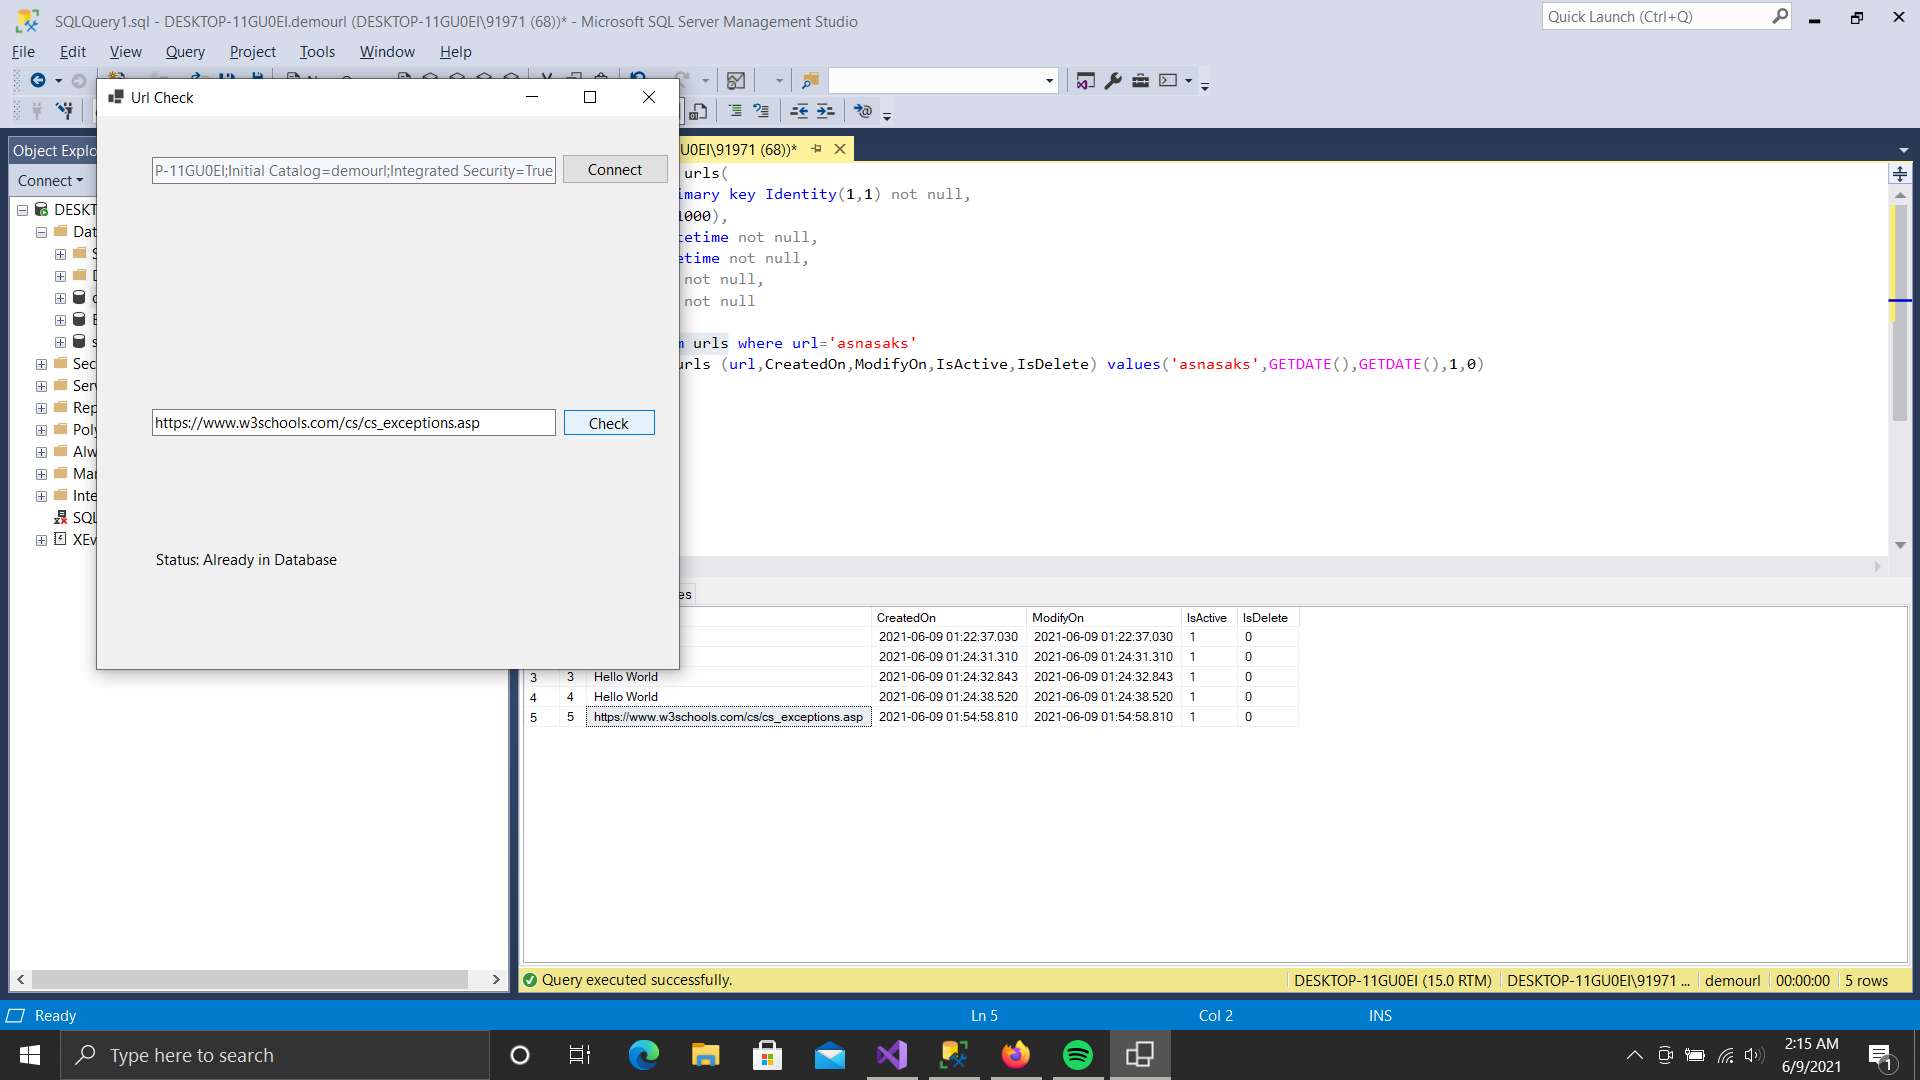 SQLQuery1.sql - DESKTOP-11GU0EI.demourl (DESKTOP-11GU0EI\91971 (68))* - Microsoft SQL Server Management Studio
Quick Launch (Ctrl+Q)
File Edit View Query Project Tools Window Help
Url Check
Object Explo
U0EI\91971 (68))*
P-11GU0EI;Initial Catalog=demourl;Integrated Security=True
Connect
Connect
urls(
imary key Identity(1,1) not null,
1000),
tetime not null,
etime not null,
not null,
not null
m urls where url='asnasaks'
urls (url,CreatedOn,ModifyOn,IsActive,IsDelete) values('asnasaks',GETDATE(),GETDATE(),1,0)
DESKT
Dat
Sec
Serv
Rep
Poly
Alw
Mar
Inte
SQL
XEv
https://www.w3schools.com/cs/cs_exceptions.asp
Check
Status: Already in Database
es
CreatedOn ModifyOn IsActive IsDelete
2021-06-09 01:22:37.030 2021-06-09 01:22:37.030 1 0
2021-06-09 01:24:31.310 2021-06-09 01:24:31.310 1 0
3 3 Hello World 2021-06-09 01:24:32.843 2021-06-09 01:24:32.843 1 0
4 4 Hello World 2021-06-09 01:24:38.520 2021-06-09 01:24:38.520 1 0
5 5 https://www.w3schools.com/cs/cs_exceptions.asp 2021-06-09 01:54:58.810 2021-06-09 01:54:58.810 1 0
Query executed successfully.
DESKTOP-11GU0EI (15.0 RTM) DESKTOP-11GU0EI\91971 ... demourl 00:00:00 5 rows
Ready
Ln 5 Col 2 INS
Type here to search
2:15 AM
6/9/2021
1